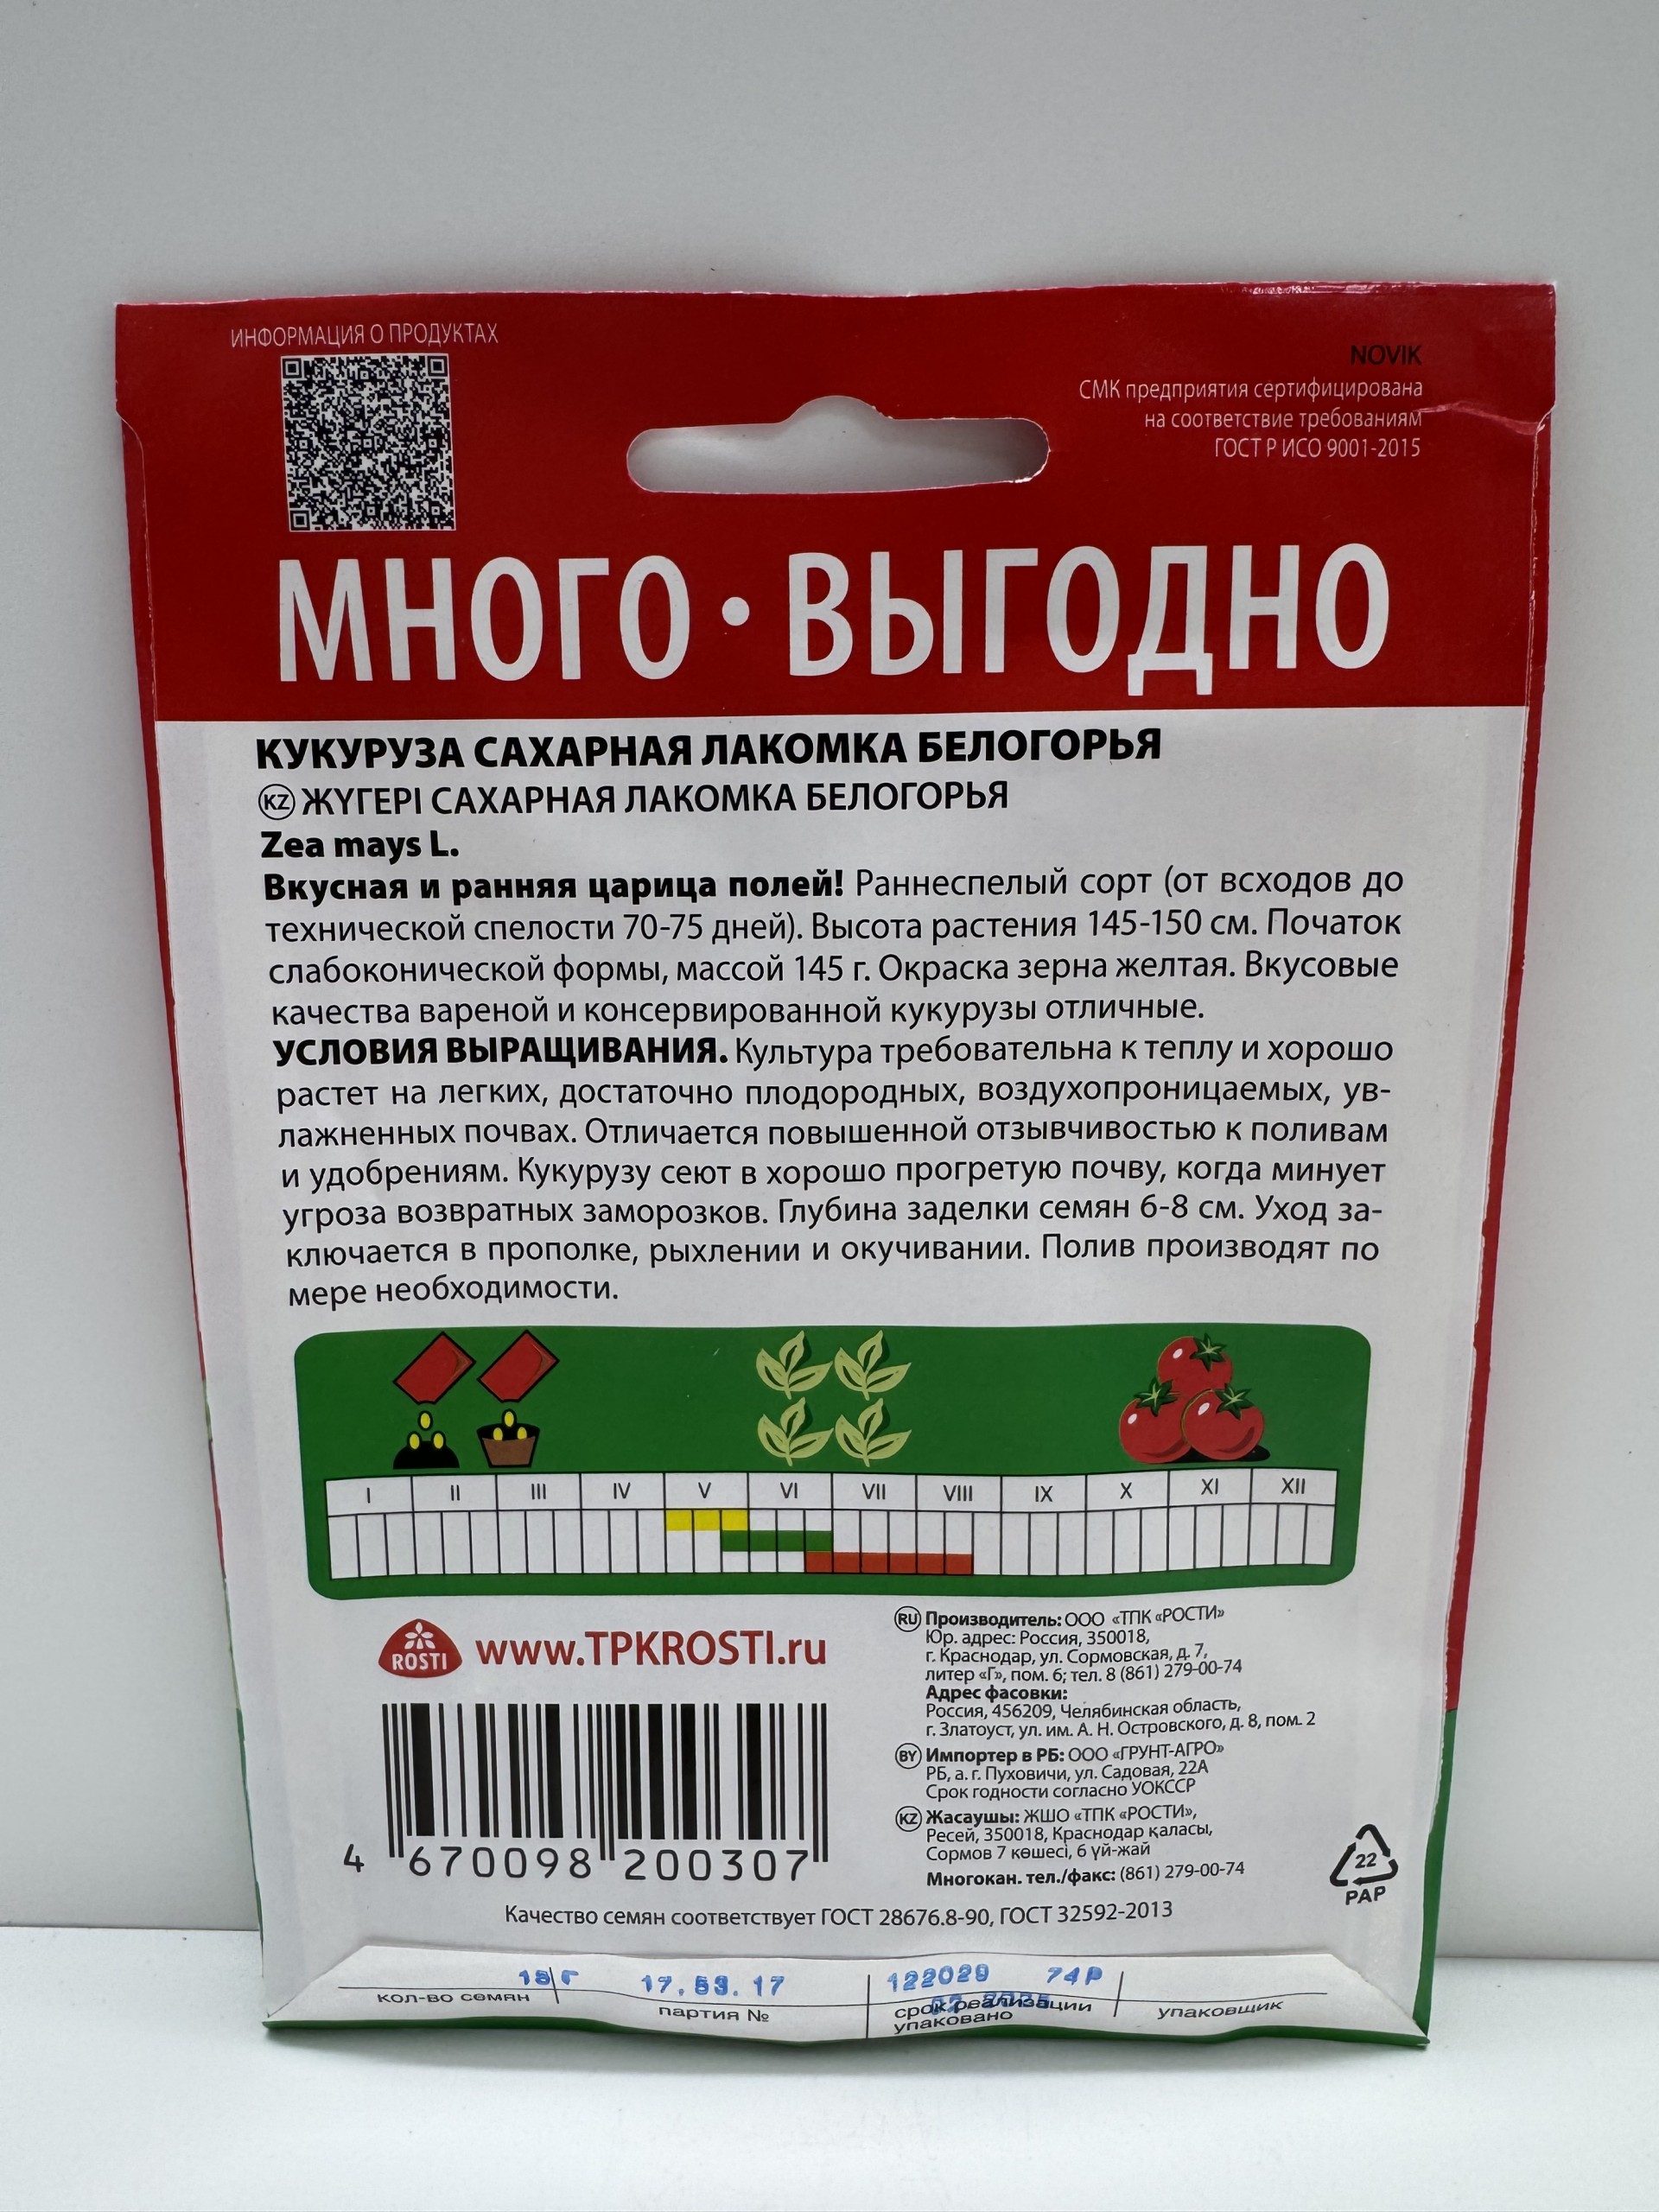 ИНФОРМАЦИЯ О ПРОДУКТАХ
NOVIK
СМК предприятия сертифицирована
на соответствие требованиям
ГОСТ Р ИСО 9001-2015
МНОГО • ВЫГОДНО
КУКУРУЗА САХАРНАЯ ЛАКОМКА БЕЛОГОРЬЯ
KZ ЖҮГЕРІ САХАРНАЯ ЛАКОМКА БЕЛОГОРЬЯ
Zea mays L.
Вкусная и ранняя царица полей! Раннеспелый сорт (от всходов до
технической спелости 70-75 дней). Высота растения 145-150 см. Початок
слабоконической формы, массой 145 г. Окраска зерна желтая. Вкусовые
качества вареной и консервированной кукурузы отличные.
УСЛОВИЯ ВЫРАЩИВАНИЯ. Культура требовательна к теплу и хорошо
растет на легких, достаточно плодородных, воздухопроницаемых, ув-
лажненных почвах. Отличается повышенной отзывчивостью к поливам
и удобрениям. Кукурузу сеют в хорошо прогретую почву, когда минует
угроза возвратных заморозков. Глубина заделки семян 6-8 см. Уход за-
ключается в прополке, рыхлении и окучивании. Полив производят по
мере необходимости.
I II III IV V VI VII VIII IX X XI XII
ROSTI
www.TPKROSTI.ru
RU Производитель: ООО «ТПК «РОСТИ»
Юр. адрес: Россия, 350018,
г. Краснодар, ул. Сормовская, д. 7,
литер «Г», пом. 6; тел. 8 (861) 279-00-74
Адрес фасовки:
Россия, 456209, Челябинская область,
г. Златоуст, ул. им. А. Н. Островского, д. 8, пом. 2
BY Импортер в РБ: ООО «ГРУНТ-АГРО»
РБ, а. г. Пуховичи, ул. Садовая, 22А
Срок годности согласно УОКССР
KZ Жасаушы: ЖШО «ТПК «РОСТИ»,
Ресей, 350018, Краснодар қаласы,
Сормов 7 көшесі, 6 үй-жай
Многокан. тел./факс: (861) 279-00-74
4 670098 200307
22
PAP
Качество семян соответствует ГОСТ 28676.8-90, ГОСТ 32592-2013
122029 74Р
кол-во семян
партия №
срок реализации
упаковано
упаковщик